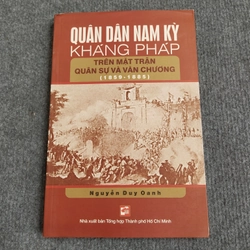 QUÂN DÂN NAM KỲ
KHÁNG PHÁP
TRÊN MẶT TRẬN
QUÂN SỰ VÀ VĂN CHƯƠNG
(1859-1885)
Nguyễn Duy Oanh
Nhà xuất bản Tổng hợp Thành phố Hồ Chí Minh